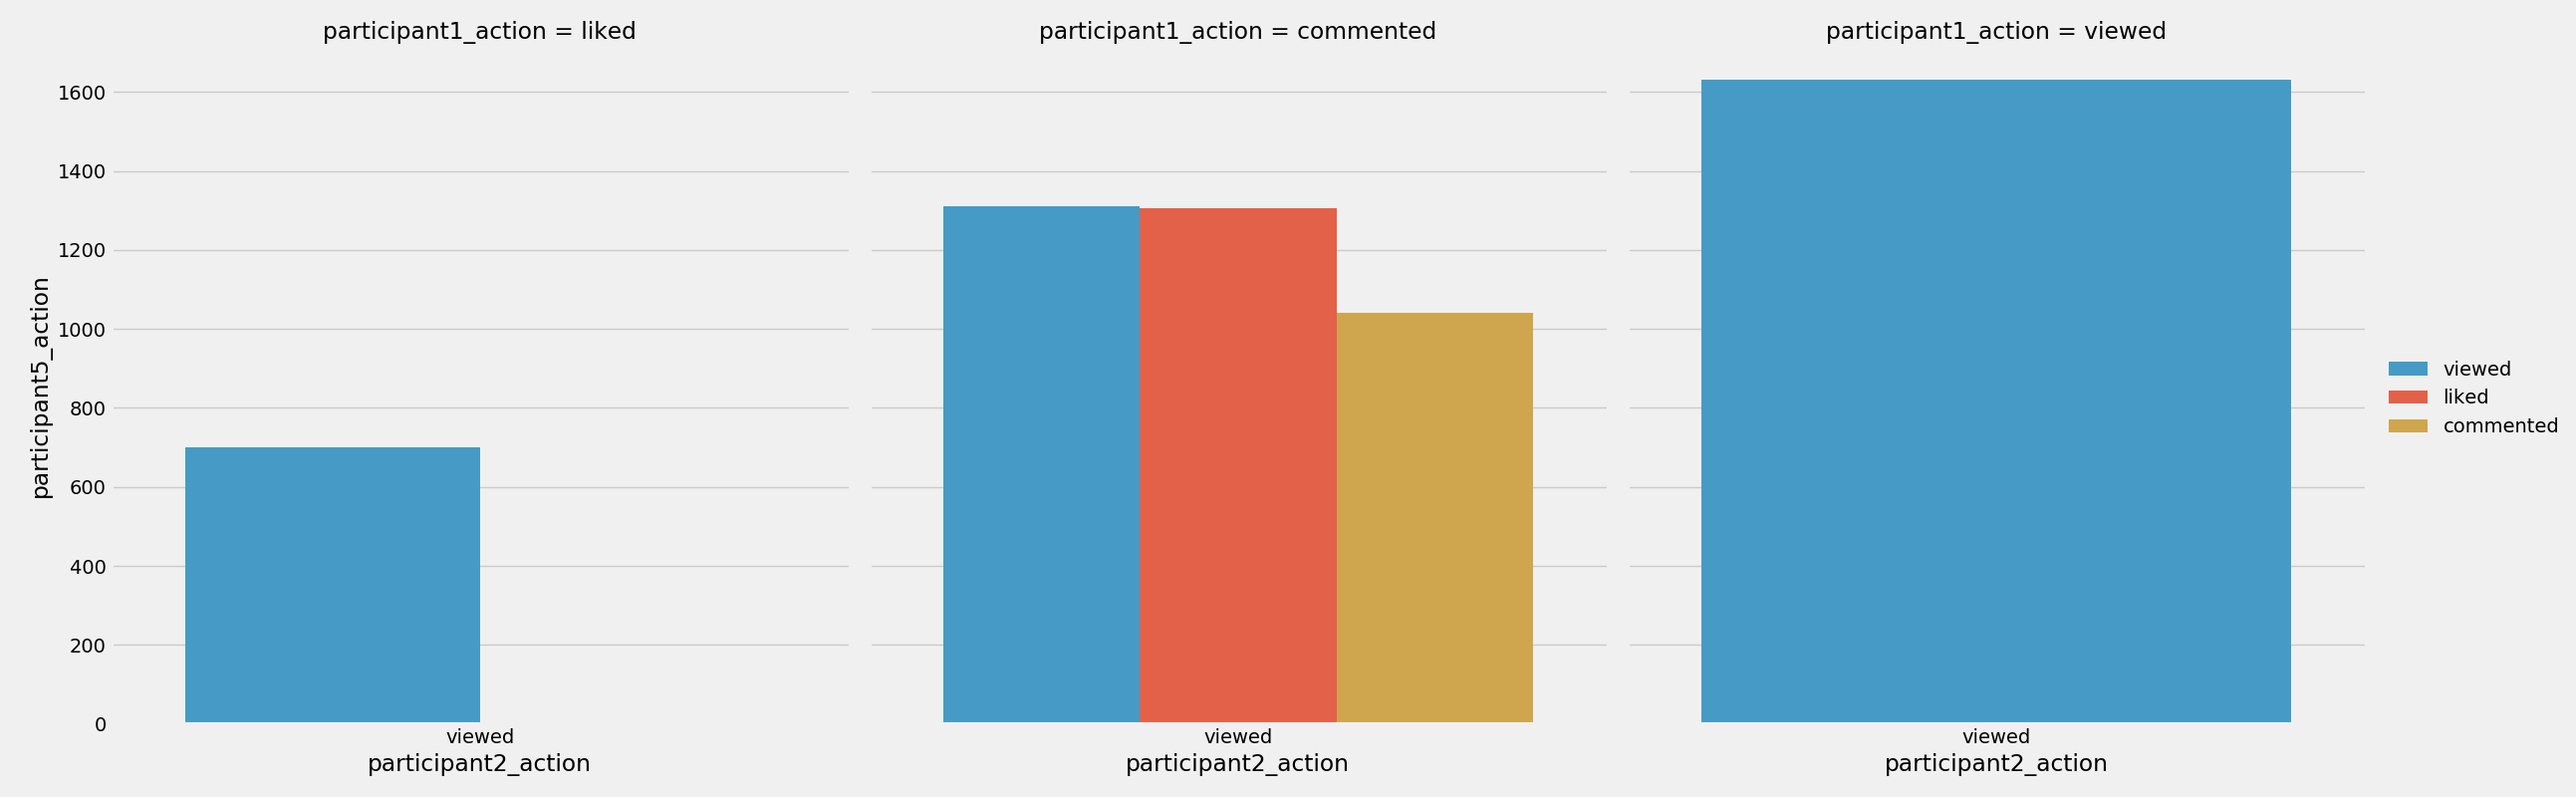 participant1_action = liked
participant1_action = commented
participant1_action = viewed
participant5_action
1600
1400
1200
1000
800
600
400
200
0
viewed
viewed
viewed
participant2_action
participant2_action
participant2_action
viewed
liked
commented